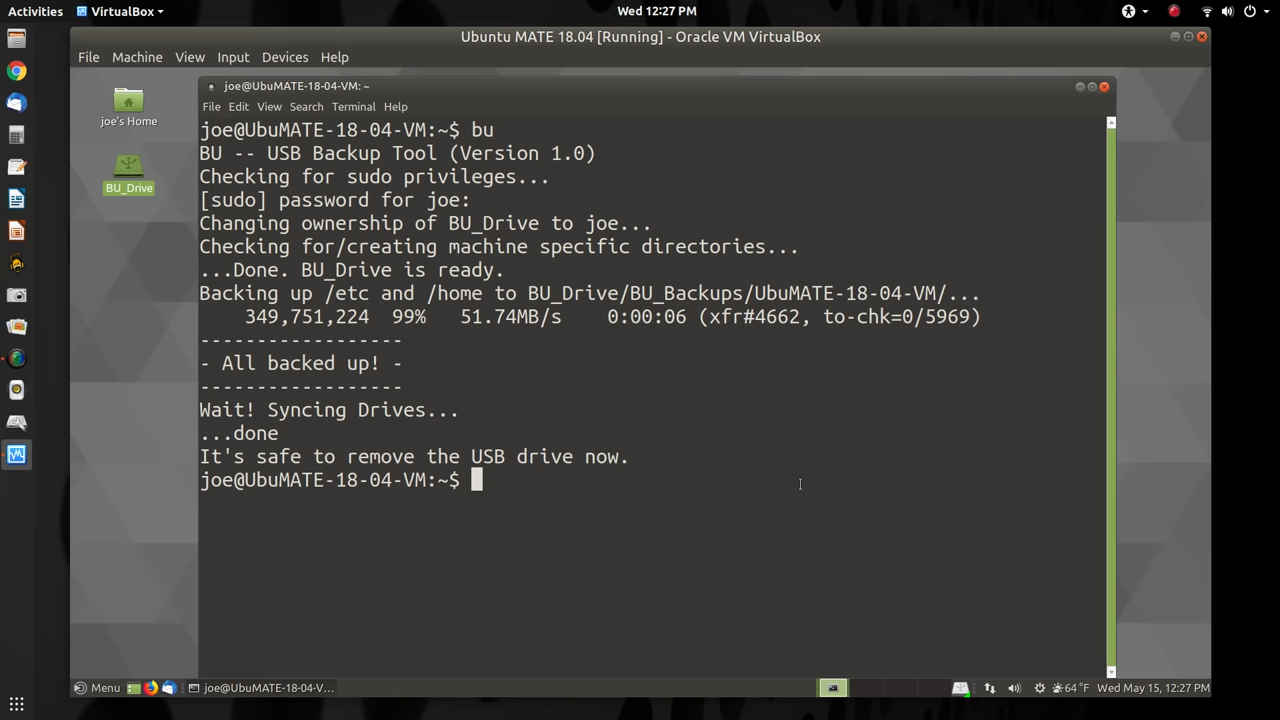 Activities VirtualBox Wed 12:27 PM
Ubuntu MATE 18.04 [Running] - Oracle VM VirtualBox
File Machine View Input Devices Help
joe's Home
BU_Drive
joe@UbuMATE-18-04-VM: ~
File Edit View Search Terminal Help
joe@UbuMATE-18-04-VM:~$ bu
BU -- USB Backup Tool (Version 1.0)
Checking for sudo privileges...
[sudo] password for joe:
Changing ownership of BU_Drive to joe...
Checking for/creating machine specific directories...
...Done. BU_Drive is ready.
Backing up /etc and /home to BU_Drive/BU_Backups/UbuMATE-18-04-VM/...
349,751,224 99% 51.74MB/s 0:00:06 (xfr#4662, to-chk=0/5969)
------------------
- All backed up! -
------------------
Wait! Syncing Drives...
...done
It's safe to remove the USB drive now.
joe@UbuMATE-18-04-VM:~$
Menu joe@UbuMATE-18-04-V... 64 °F Wed May 15, 12:27 PM